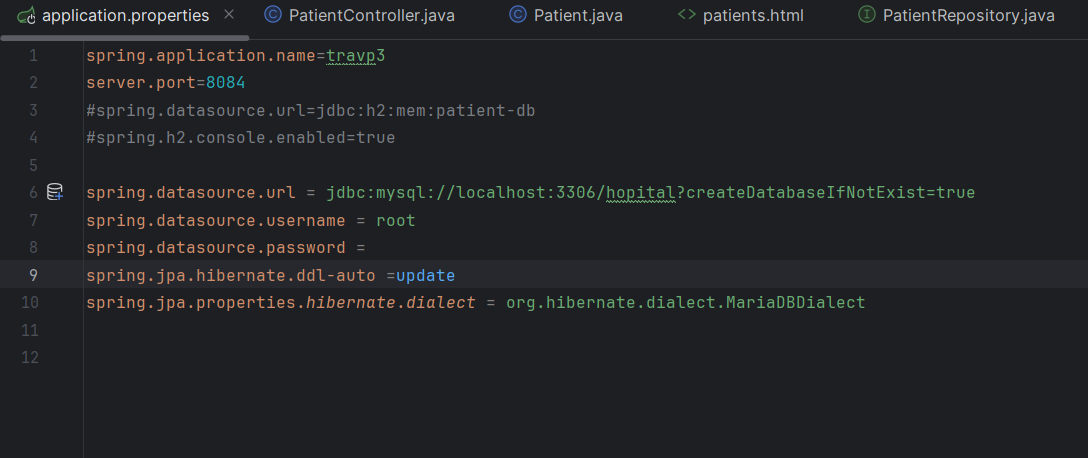 application.properties × PatientController.java Patient.java patients.html PatientRepository.java
1 spring.application.name=travp3
2 server.port=8084
3 #spring.datasource.url=jdbc:h2:mem:patient-db
4 #spring.h2.console.enabled=true
5
6 spring.datasource.url = jdbc:mysql://localhost:3306/hopital?createDatabaseIfNotExist=true
7 spring.datasource.username = root
8 spring.datasource.password =
9 spring.jpa.hibernate.ddl-auto =update
10 spring.jpa.properties.hibernate.dialect = org.hibernate.dialect.MariaDBDialect
11
12